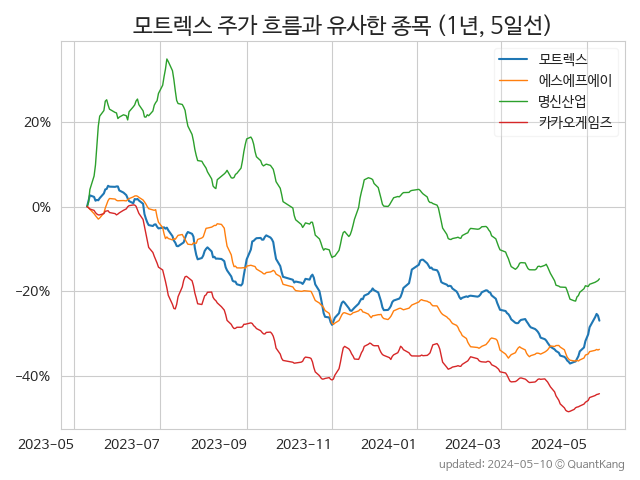 모트렉스 주가 흐름과 유사한 종목 (1년, 5일선)
모트렉스
에스에프에이
명신산업
카카오게임즈
20%
0%
−20%
−40%
2023-05 2023-07 2023-09 2023-11 2024-01 2024-03 2024-05
updated: 2024-05-10 © QuantKang